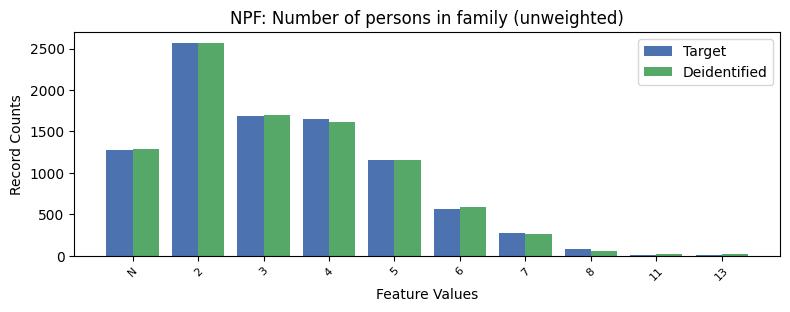 NPF: Number of persons in family (unweighted)
Target
Deidentified
Record Counts
2500
2000
1500
1000
500
0
N 2 3 4 5 6 7 8 11 13
Feature Values